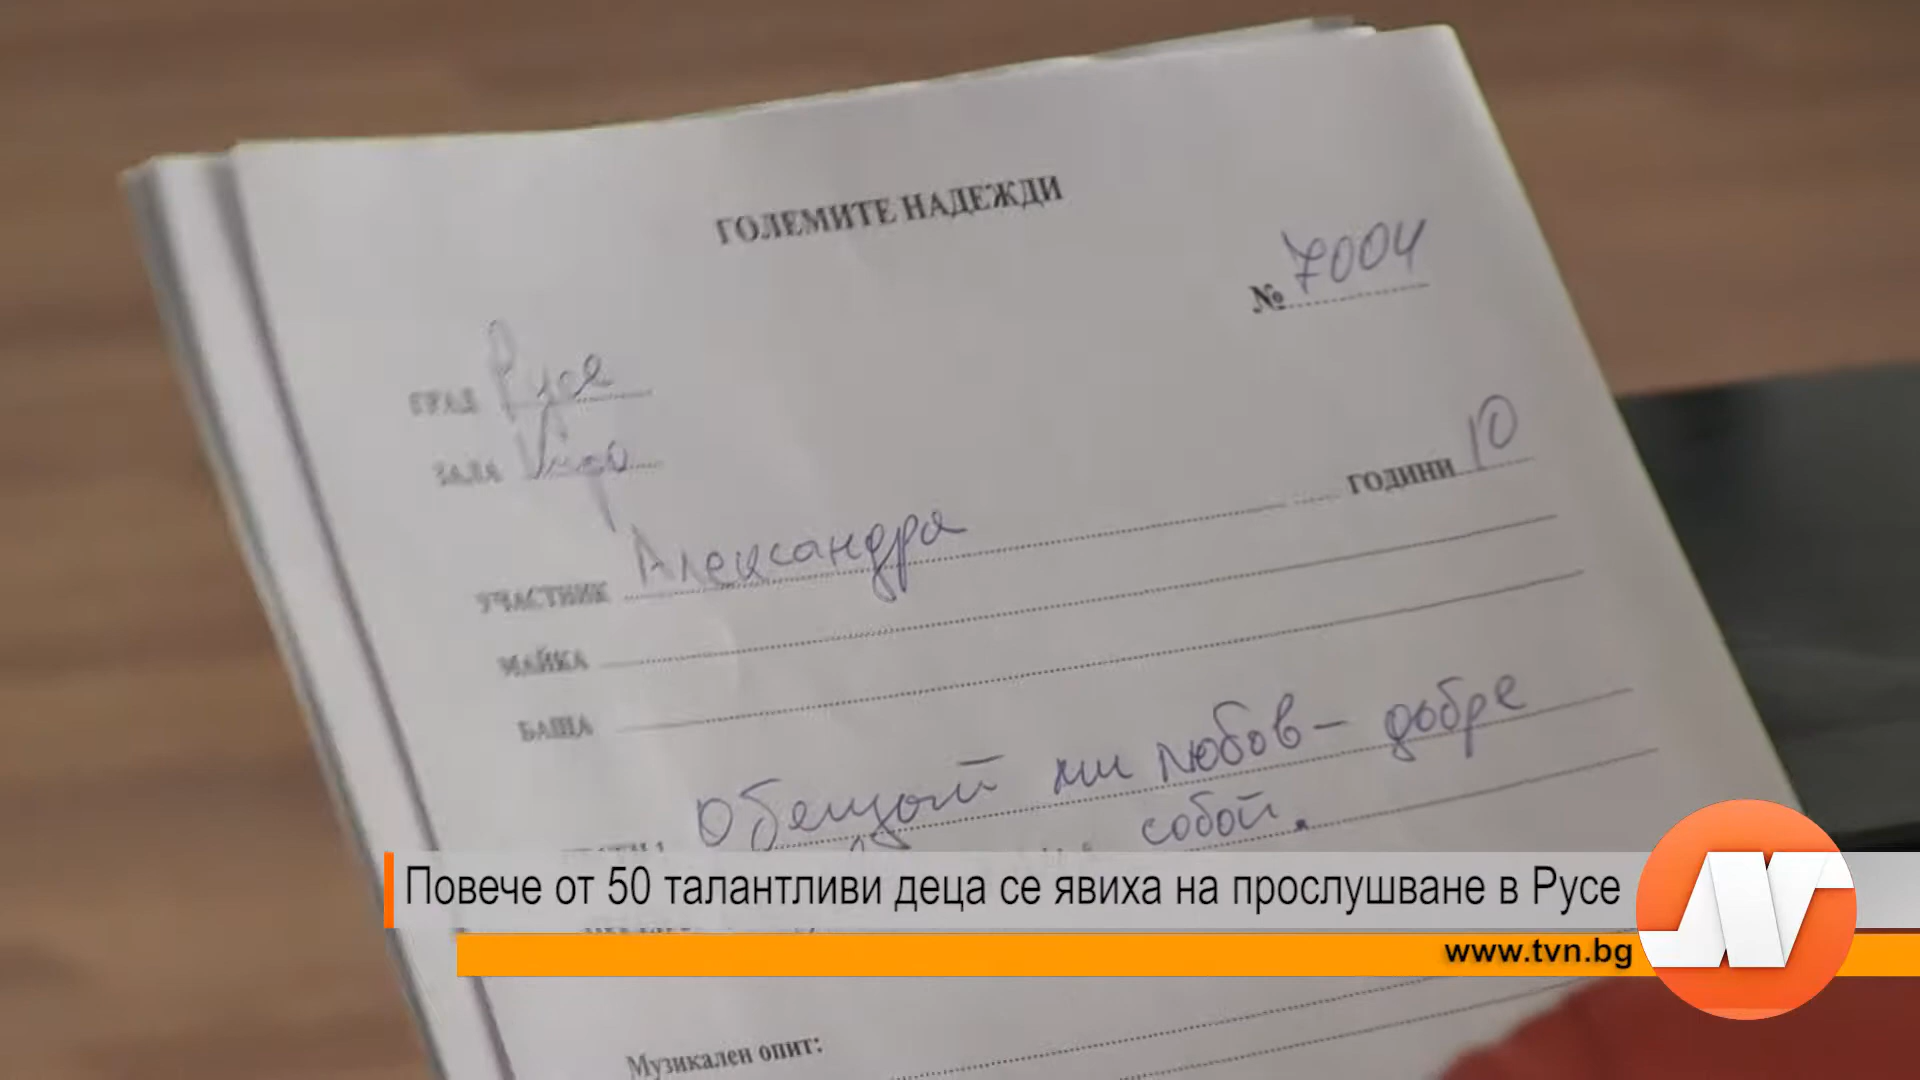 ГОЛЕМИТЕ НАДЕЖДИ
№ 7004
ГРАД Русе
ЗАЛА
УЧАСТНИК Александра ГОДИНИ 10
МАЙКА
БАЩА
Обещай ми любов - добре
собой.
Повече от 50 талантливи деца се явиха на прослушване в Русе
www.tvn.bg
Музикален опит: